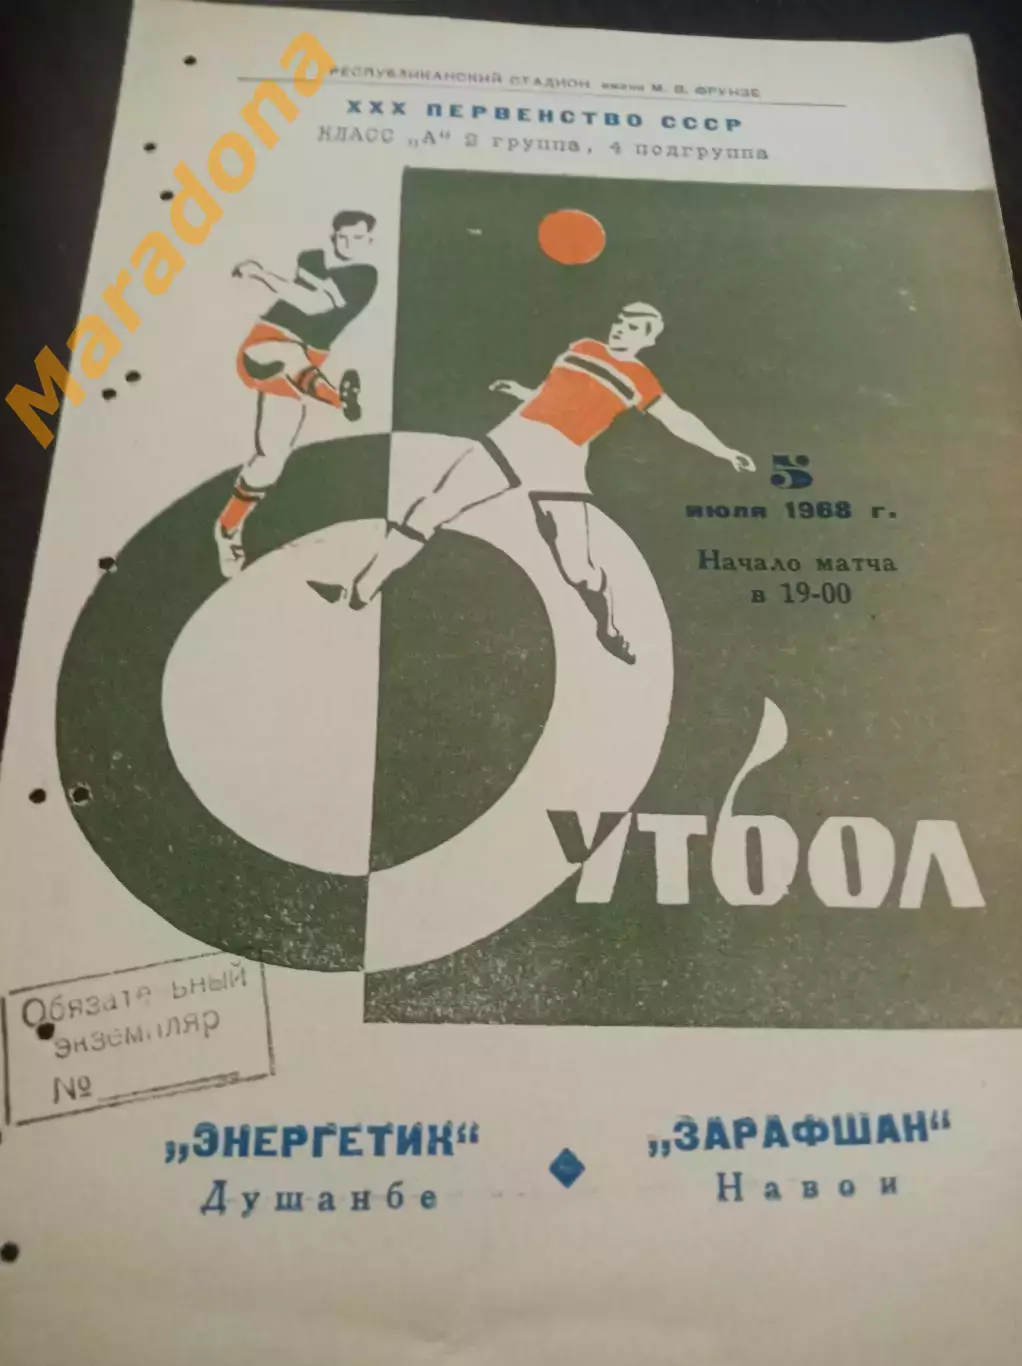 РЕСПУБЛИКАНСКИЙ СТАДИОН имени М. В. ФРУНЗЕ
XXX ПЕРВЕНСТВО СССР
КЛАСС „А“ 2 группа, 4 подгруппа
Maradona
5
июля 1968 г.
Начало матча
в 19-00
ФУТБОЛ
Обязательный
экземпляр
№
„ЭНЕРГЕТИК“ „ЗАРАФШАН“
Душанбе Навои